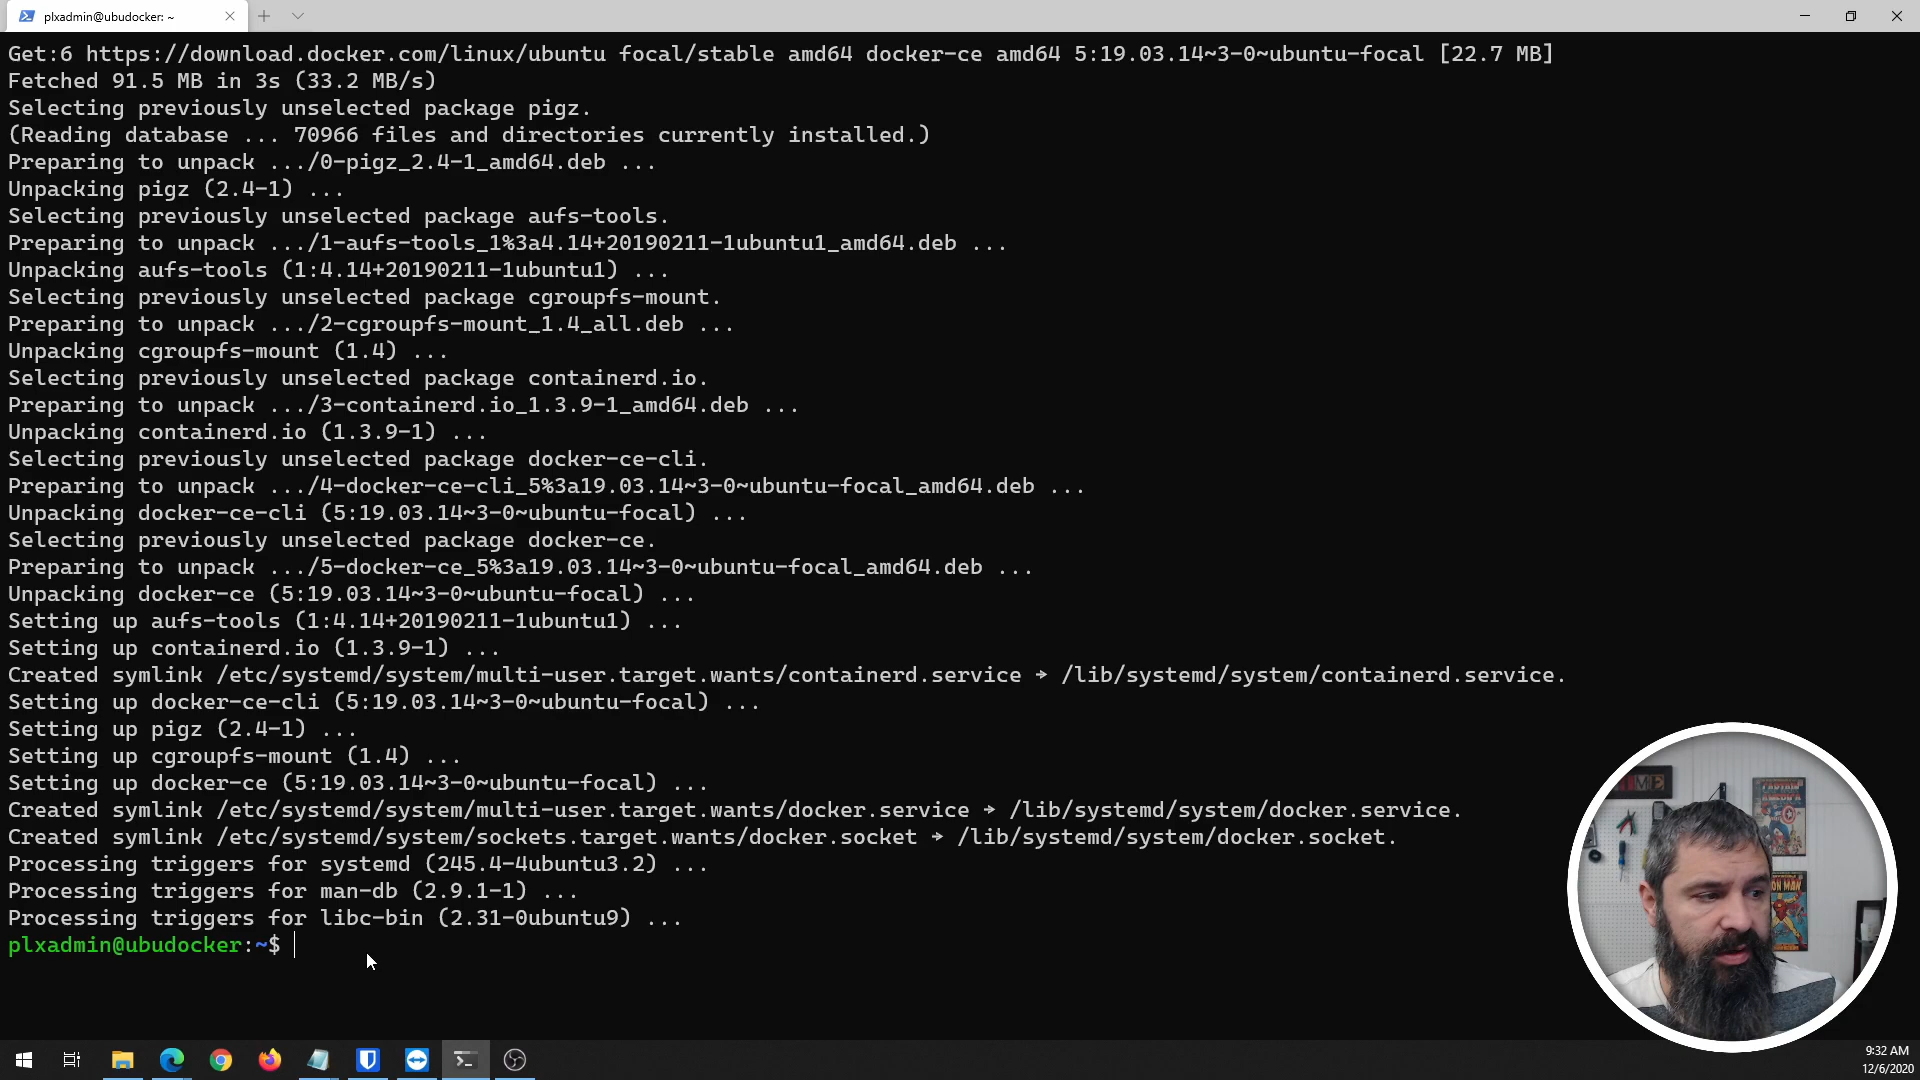 plxadmin@ubudocker: ~
Get:6 https://download.docker.com/linux/ubuntu focal/stable amd64 docker-ce amd64 5:19.03.14~3-0~ubuntu-focal [22.7 MB]
Fetched 91.5 MB in 3s (33.2 MB/s)
Selecting previously unselected package pigz.
(Reading database ... 70966 files and directories currently installed.)
Preparing to unpack .../0-pigz_2.4-1_amd64.deb ...
Unpacking pigz (2.4-1) ...
Selecting previously unselected package aufs-tools.
Preparing to unpack .../1-aufs-tools_1%3a4.14+20190211-1ubuntu1_amd64.deb ...
Unpacking aufs-tools (1:4.14+20190211-1ubuntu1) ...
Selecting previously unselected package cgroupfs-mount.
Preparing to unpack .../2-cgroupfs-mount_1.4_all.deb ...
Unpacking cgroupfs-mount (1.4) ...
Selecting previously unselected package containerd.io.
Preparing to unpack .../3-containerd.io_1.3.9-1_amd64.deb ...
Unpacking containerd.io (1.3.9-1) ...
Selecting previously unselected package docker-ce-cli.
Preparing to unpack .../4-docker-ce-cli_5%3a19.03.14~3-0~ubuntu-focal_amd64.deb ...
Unpacking docker-ce-cli (5:19.03.14~3-0~ubuntu-focal) ...
Selecting previously unselected package docker-ce.
Preparing to unpack .../5-docker-ce_5%3a19.03.14~3-0~ubuntu-focal_amd64.deb ...
Unpacking docker-ce (5:19.03.14~3-0~ubuntu-focal) ...
Setting up aufs-tools (1:4.14+20190211-1ubuntu1) ...
Setting up containerd.io (1.3.9-1) ...
Created symlink /etc/systemd/system/multi-user.target.wants/containerd.service → /lib/systemd/system/containerd.service.
Setting up docker-ce-cli (5:19.03.14~3-0~ubuntu-focal) ...
Setting up pigz (2.4-1) ...
Setting up cgroupfs-mount (1.4) ...
Setting up docker-ce (5:19.03.14~3-0~ubuntu-focal) ...
Created symlink /etc/systemd/system/multi-user.target.wants/docker.service → /lib/systemd/system/docker.service.
Created symlink /etc/systemd/system/sockets.target.wants/docker.socket → /lib/systemd/system/docker.socket.
Processing triggers for systemd (245.4-4ubuntu3.2) ...
Processing triggers for man-db (2.9.1-1) ...
Processing triggers for libc-bin (2.31-0ubuntu9) ...
plxadmin@ubudocker:~$
IRON MAN
9:32 AM
12/6/2020